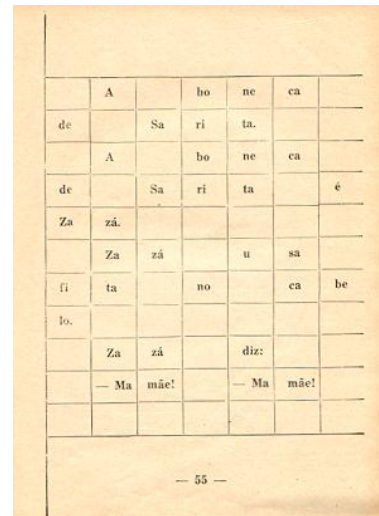 A bo ne ca
de Sa ri ta.
A bo ne ca
de Sa ri ta é
Za zá.
Za zá u sa
fi ta no ca be
lo.
Za zá diz:
— Ma mãe! — Ma mãe!
— 55 —